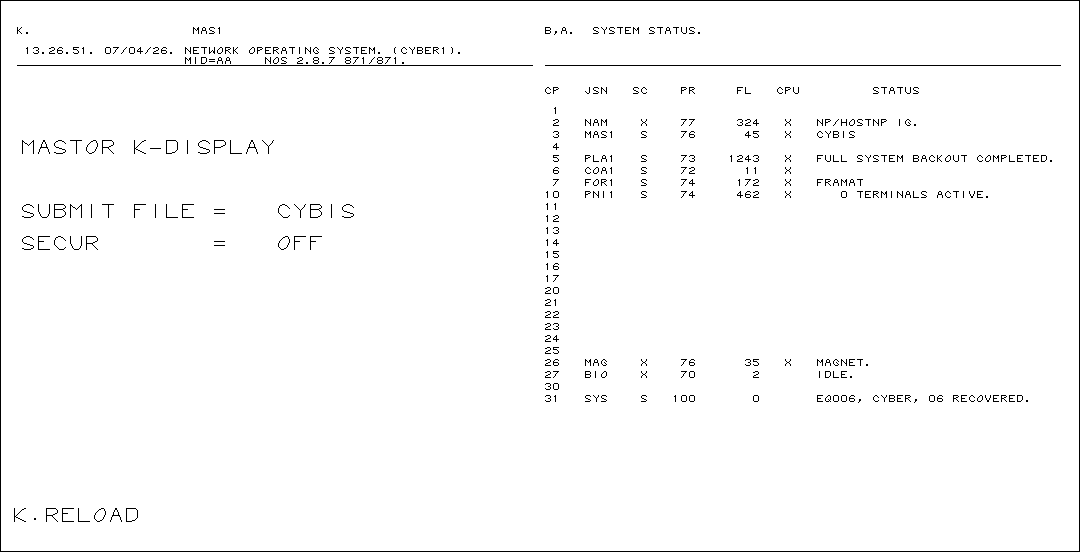 K. MAS1
13.26.51. 07/04/26. NETWORK OPERATING SYSTEM. (CYBER1).
MID=AA NOS 2.8.7 871/871.
MASTOR K-DISPLAY
SUBMIT FILE = CYBIS
SECUR = OFF
K.RELOAD
B,A. SYSTEM STATUS.
CP JSN SC PR FL CPU STATUS
1
2 NAM X 77 324 X NP/HOSTNP IG.
3 MAS1 S 76 45 X CYBIS
4
5 PLA1 S 73 1243 X FULL SYSTEM BACKOUT COMPLETED.
6 COA1 S 72 11 X
7 FOR1 S 74 172 X FRAMAT
10 PNI1 S 74 462 X 0 TERMINALS ACTIVE.
11
12
13
14
15
16
17
20
21
22
23
24
25
26 MAG X 76 35 X MAGNET.
27 BIO X 70 2 IDLE.
30
31 SYS S 100 0 EQ006, CYBER, 06 RECOVERED.